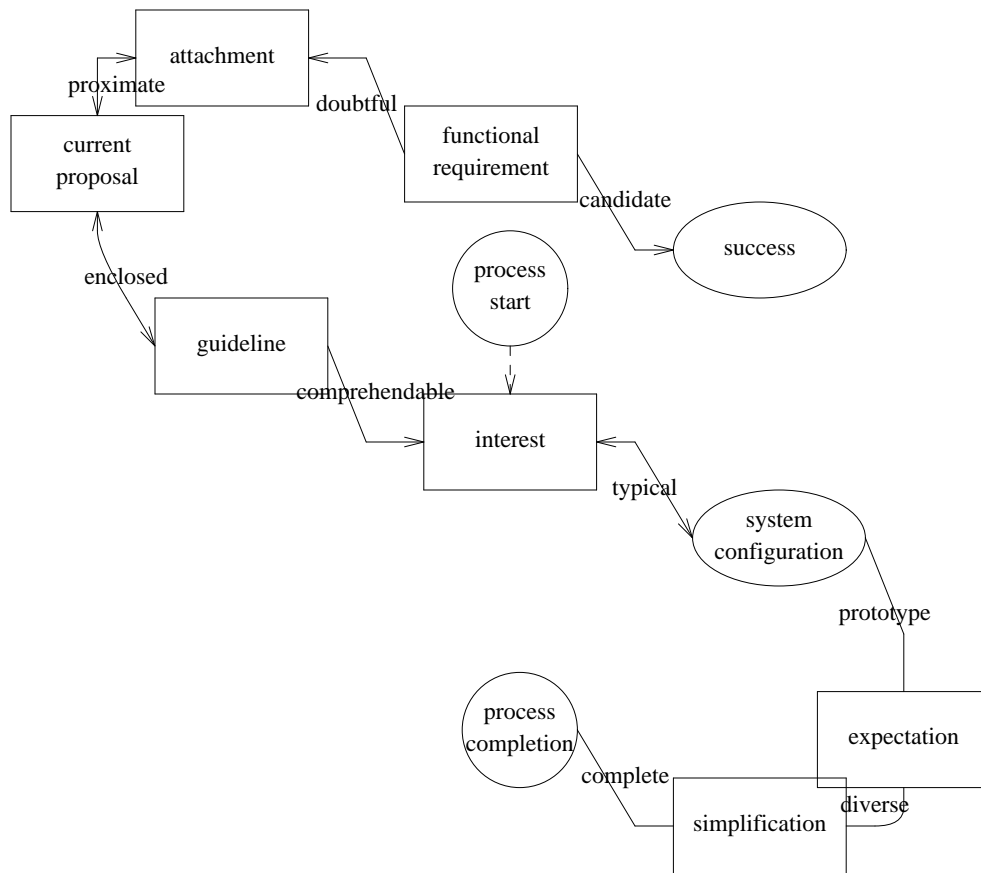 attachment
proximate
doubtful
current
proposal
functional
requirement
candidate
success
process
start
enclosed
guideline
comprehendable
interest
typical
system
configuration
prototype
process
completion
expectation
complete
diverse
simplification